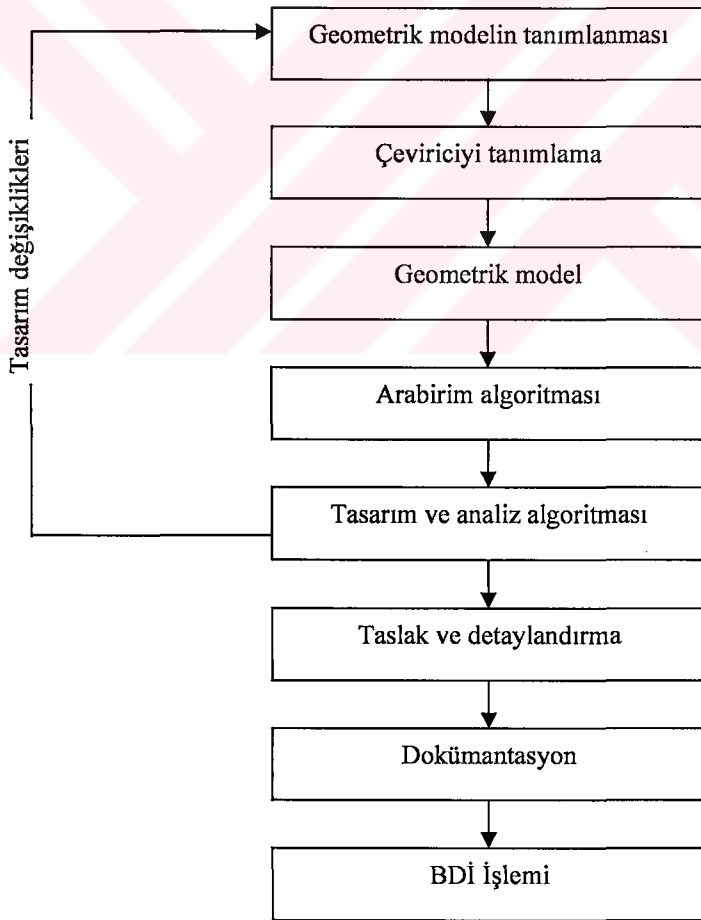 Geometrik modelin tanımlanması
Çeviriciyi tanımlama
Geometrik model
Arabirim algoritması
Tasarım ve analiz algoritması
Tasarım değişiklikleri
Taslak ve detaylandırma
Dokümantasyon
BDİ İşlemi